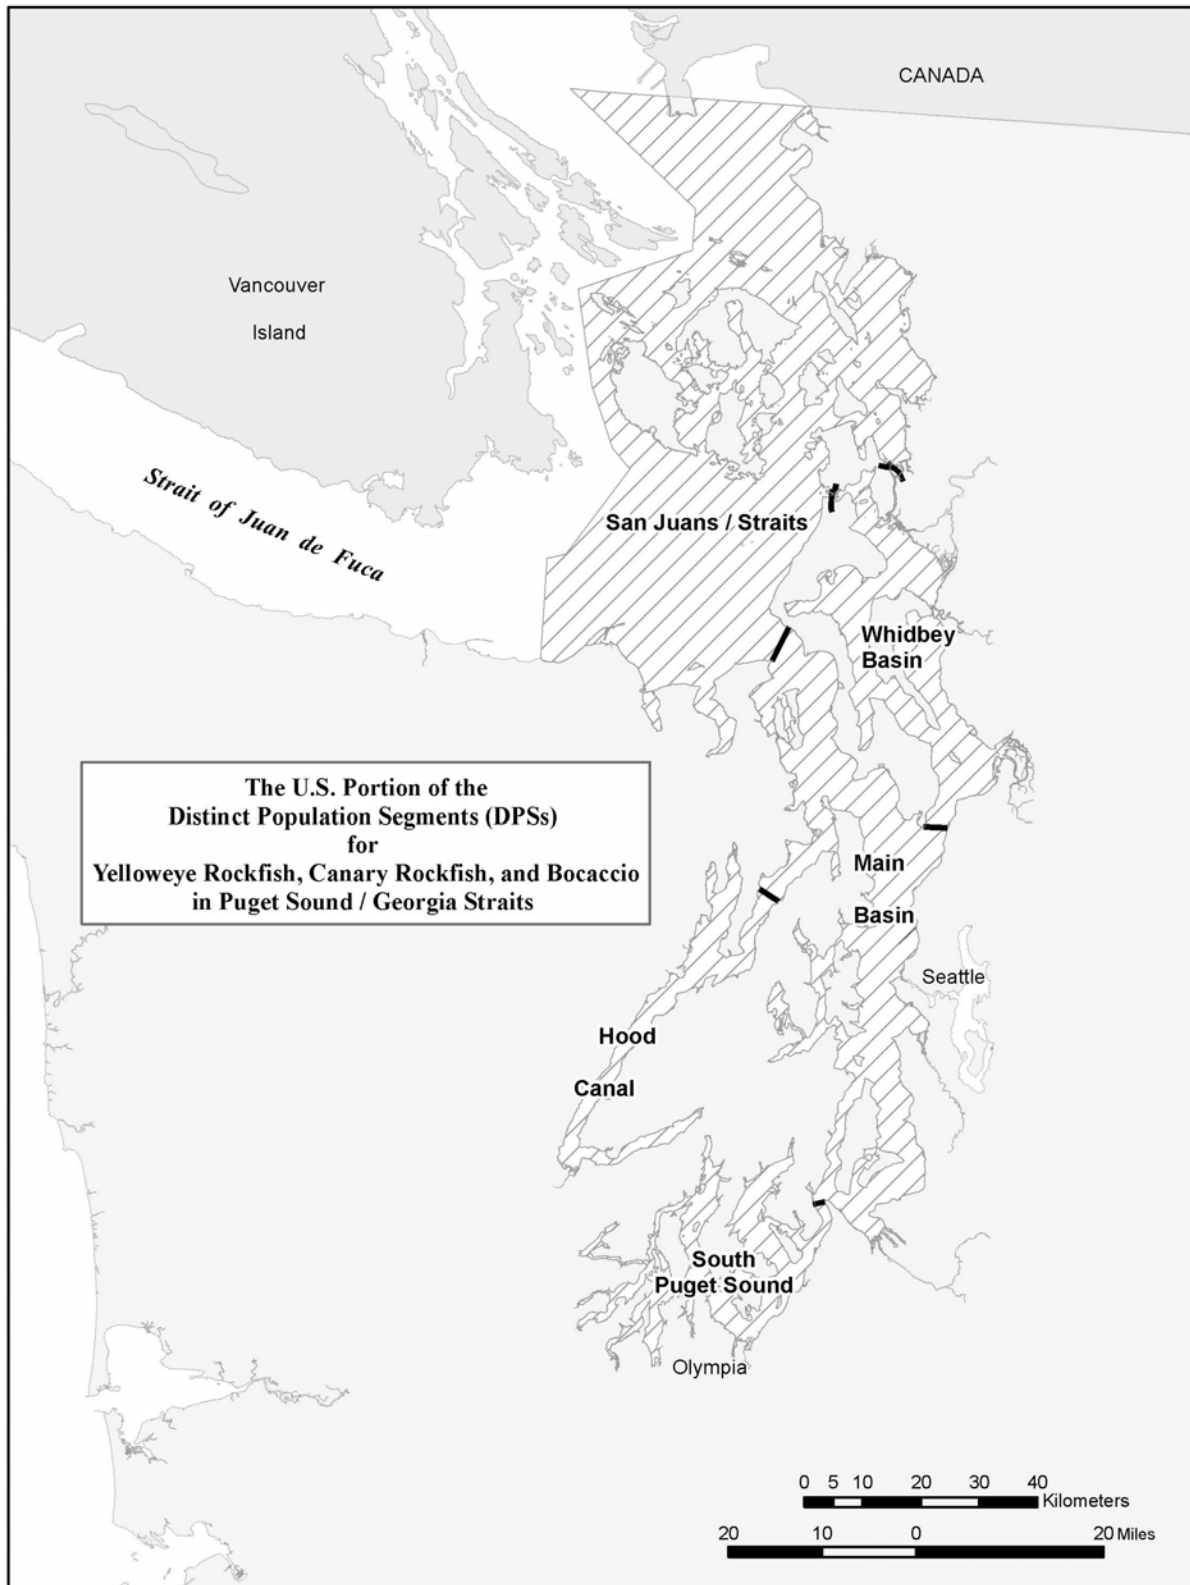 CANADA
Vancouver
Island
Strait of Juan de Fuca
San Juans / Straits
Whidbey
Basin
The U.S. Portion of the
Distinct Population Segments (DPSs)
for
Yelloweye Rockfish, Canary Rockfish, and Bocaccio
in Puget Sound / Georgia Straits
Main
Basin
Seattle
Hood
Canal
South
Puget Sound
Olympia
0 5 10 20 30 40
Kilometers
20 10 0 20 Miles